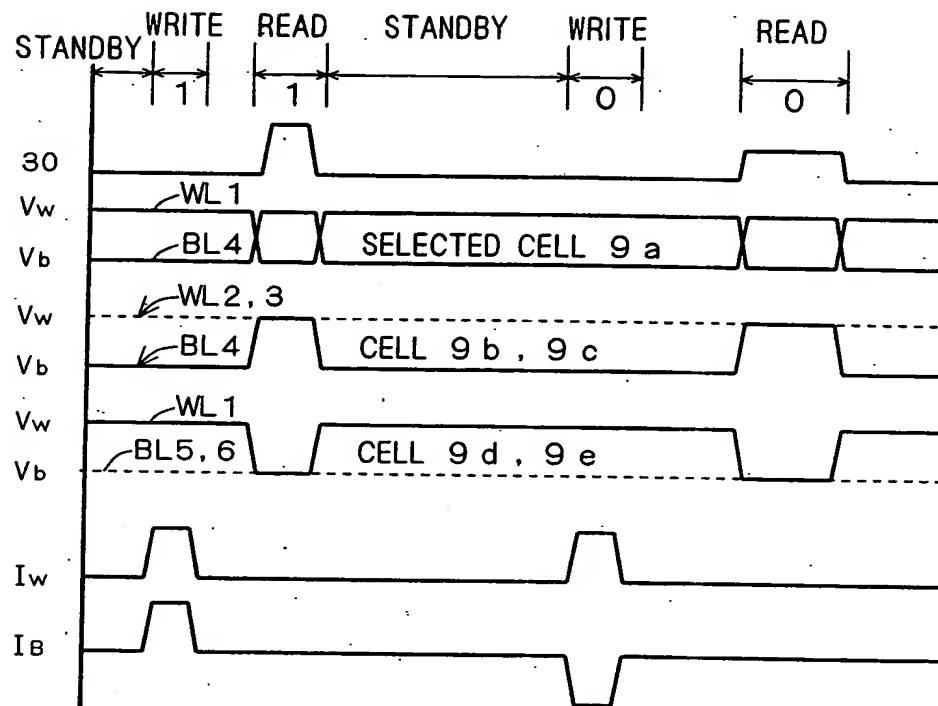 WRITE READ STANDBY WRITE READ
STANDBY
1 1 0 0
30
Vw WL1
Vb BL4 SELECTED CELL 9a
Vw WL2,3
Vb BL4 CELL 9b, 9c
Vw WL1
Vb BL5,6 CELL 9d, 9e
Iw
IB